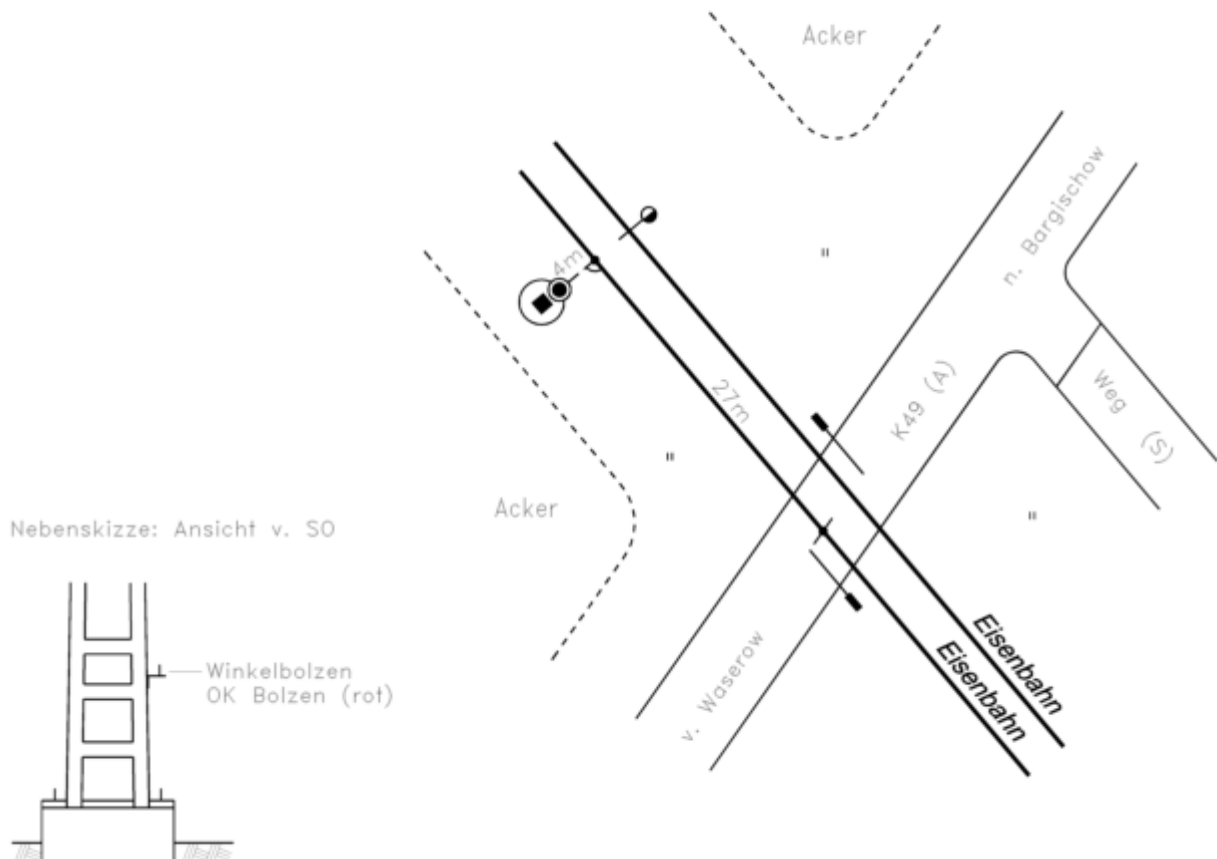 Acker
n. Bargischow
4m
27m
K49 (A)
Weg (S)
Acker
Nebenskizze: Ansicht v. SO
Winkelbolzen
OK Bolzen (rot)
v. Waserow
Eisenbahn
Eisenbahn